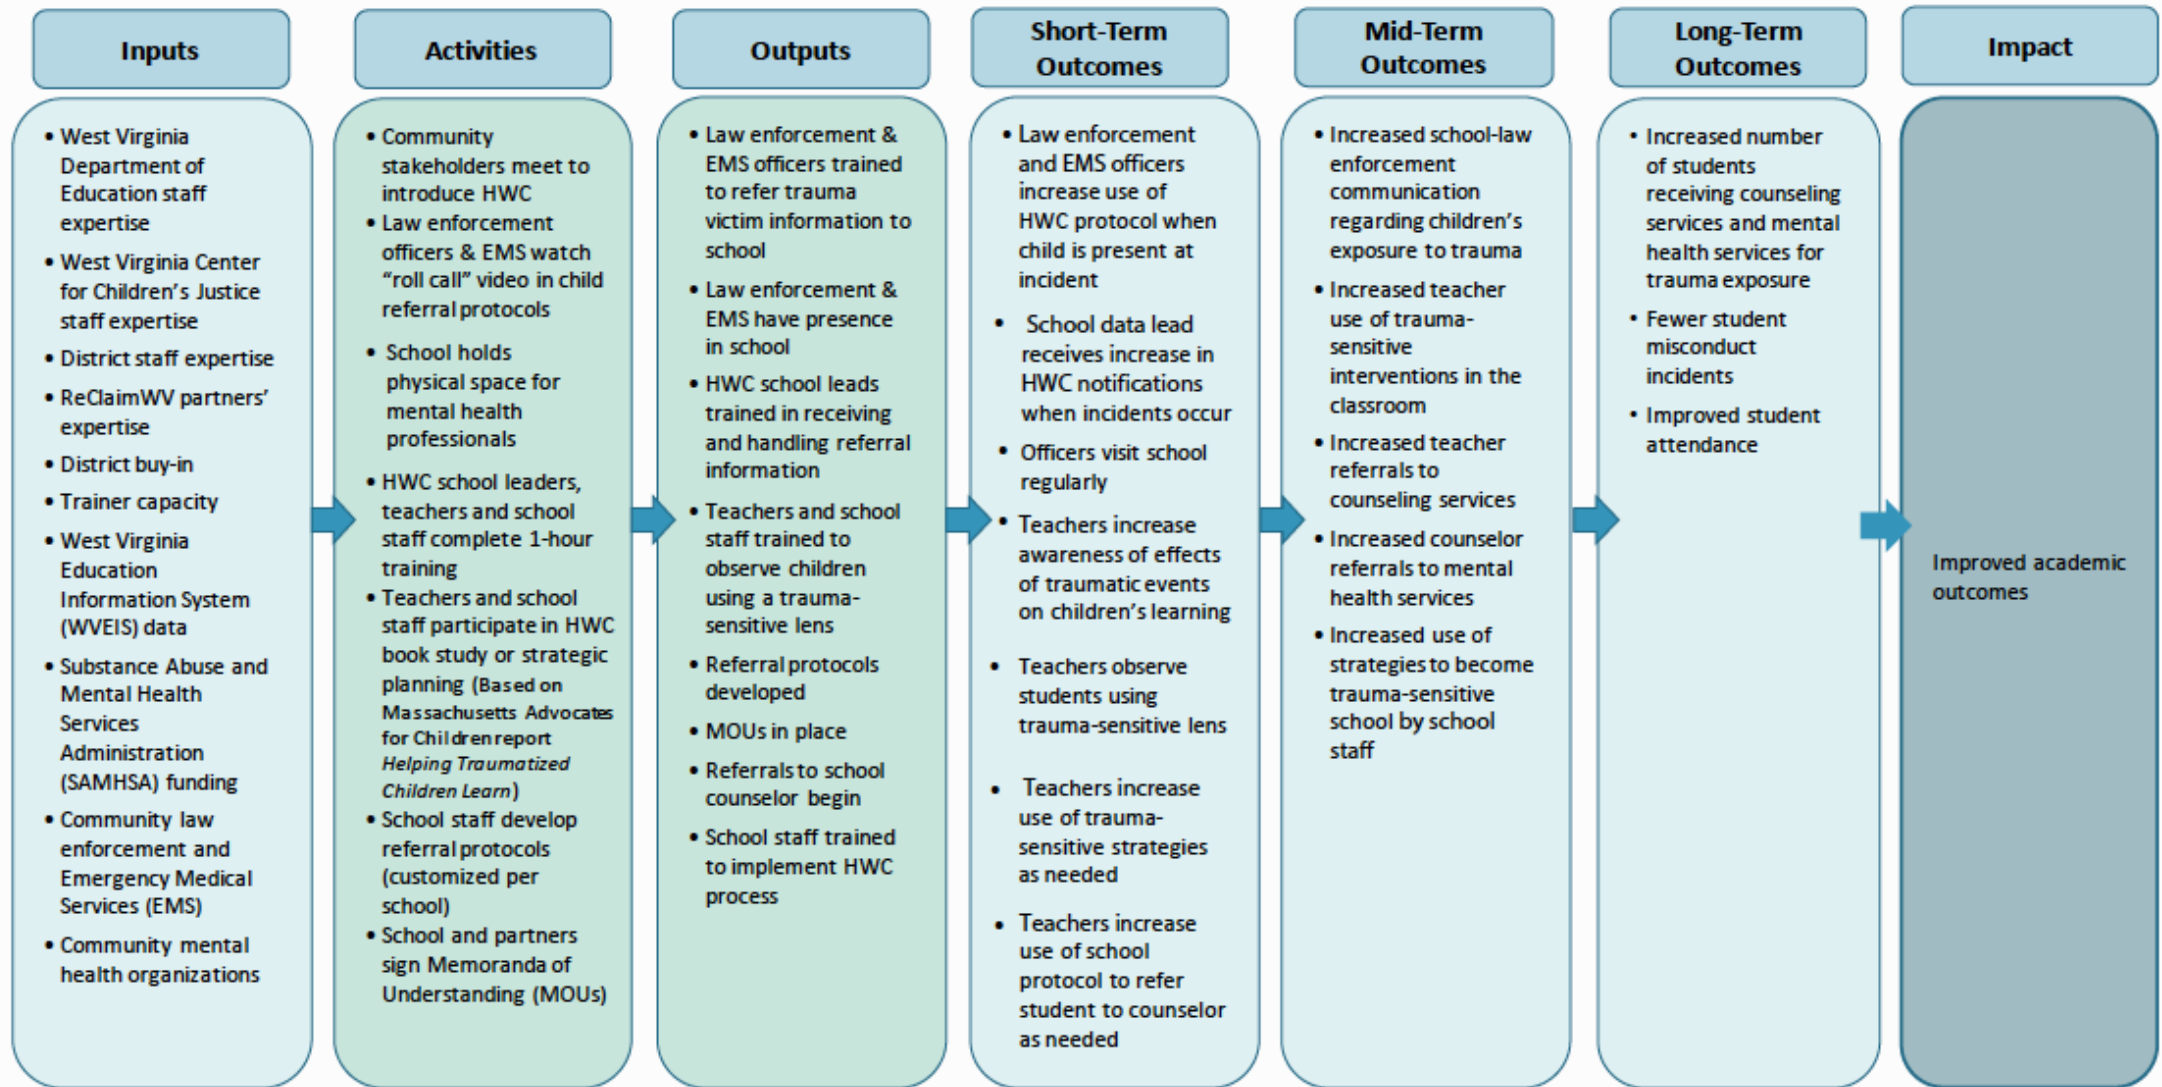 Inputs
• West Virginia
Department of
Education staff
expertise
• West Virginia Center
for Children's Justice
staff expertise
• District staff expertise
• ReClaimWV partners'
expertise
• District buy-in
• Trainer capacity
• West Virginia
Education
Information System
(WVEIS) data
• Substance Abuse and
Mental Health
Services
Administration
(SAMHSA) funding
• Community law
enforcement and
Emergency Medical
Services (EMS)
• Community mental
health organizations
Activities
• Community
stakeholders meet to
introduce HWC
• Law enforcement
officers & EMS watch
“roll call” video in child
referral protocols
• School holds
physical space for
mental health
professionals
• HWC school leaders,
teachers and school
staff complete 1-hour
training
• Teachers and school
staff participate in HWC
book study or strategic
planning (Based on
Massachusetts Advocates
for Children report
Helping Traumatized
Children Learn)
• School staff develop
referral protocols
(customized per
school)
• School and partners
sign Memoranda of
Understanding (MOUs)
Outputs
• Law enforcement &
EMS officers trained
to refer trauma
victim information to
school
• Law enforcement &
EMS have presence
in school
• HWC school leads
trained in receiving
and handling referral
information
• Teachers and school
staff trained to
observe children
using a trauma-
sensitive lens
• Referral protocols
developed
• MOUs in place
• Referrals to school
counselor begin
• School staff trained
to implement HWC
process
Short-Term
Outcomes
• Law enforcement
and EMS officers
increase use of
HWC protocol when
child is present at
incident
• School data lead
receives increase in
HWC notifications
when incidents occur
• Officers visit school
regularly
• Teachers increase
awareness of effects
of traumatic events
on children's learning
• Teachers observe
students using
trauma-sensitive lens
• Teachers increase
use of trauma-
sensitive strategies
as needed
• Teachers increase
use of school
protocol to refer
student to counselor
as needed
Mid-Term
Outcomes
• Increased school-law
enforcement
communication
regarding children's
exposure to trauma
• Increased teacher
use of trauma-
sensitive
interventions in the
classroom
• Increased teacher
referrals to
counseling services
• Increased counselor
referrals to mental
health services
• Increased use of
strategies to become
trauma-sensitive
school by school
staff
Long-Term
Outcomes
• Increased number
of students
receiving counseling
services and mental
health services for
trauma exposure
• Fewer student
misconduct
incidents
• Improved student
attendance
Impact
Improved academic
outcomes